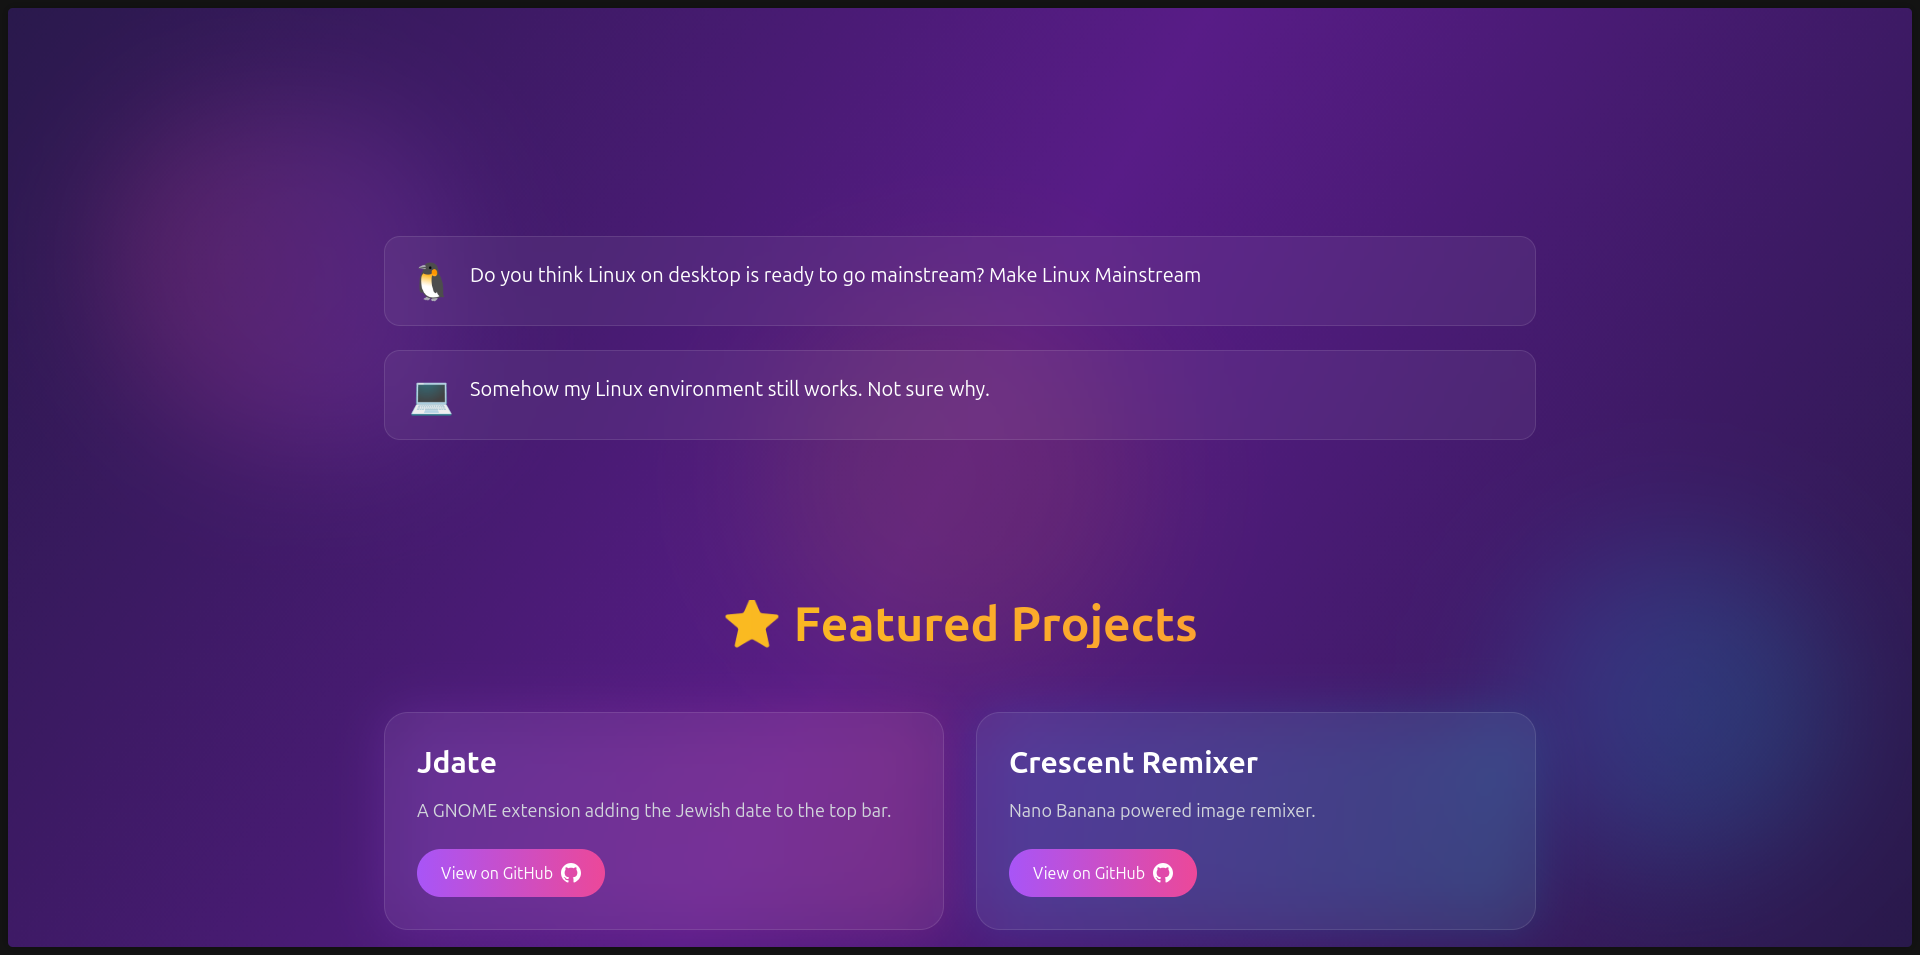 Do you think Linux on desktop is ready to go mainstream? Make Linux Mainstream
Somehow my Linux environment still works. Not sure why.
Featured Projects
Jdate
A GNOME extension adding the Jewish date to the top bar.
View on GitHub
Crescent Remixer
Nano Banana powered image remixer.
View on GitHub